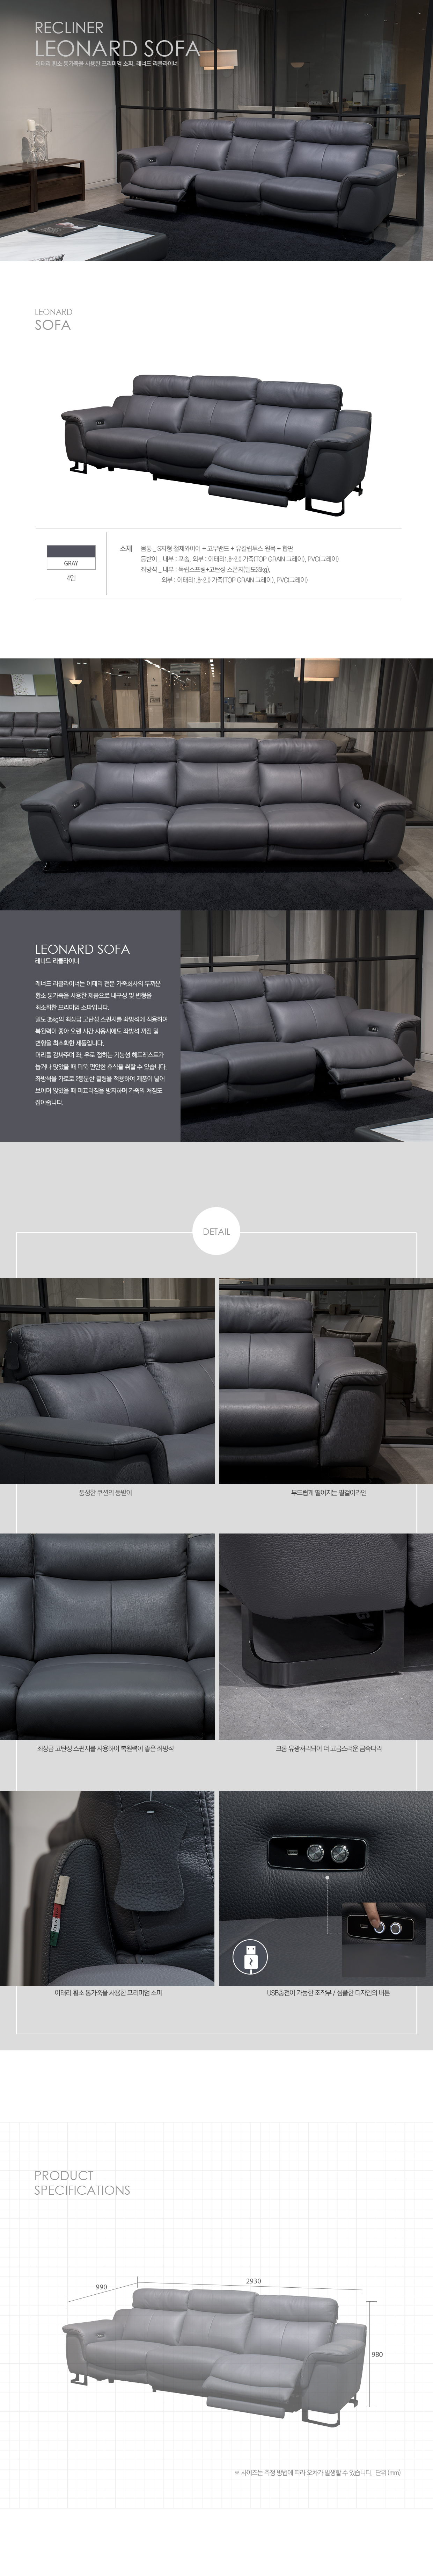 RECLINER
LEONARD SOFA
이태리 황소 통가죽을 사용한 프리미엄 소파, 레너드 리클라이너
LEONARD
SOFA
GRAY
4인
소재 몸통 _ S자형 철제와이어 + 고무밴드 + 유칼립투스 원목 + 합판
등받이 _ 내부 : 포솜, 외부 : 이태리1.8~2.0 가죽(TOP GRAIN 그레이), PVC(그레이)
좌방석 _ 내부 : 독립스프링+고탄성 스폰지(밀도35kg),
외부 : 이태리1.8~2.0 가죽(TOP GRAIN 그레이), PVC(그레이)
LEONARD SOFA
레너드 리클라이너
레너드 리클라이너는 이태리 전문 가죽회사의 두꺼운
황소 통가죽을 사용한 제품으로 내구성 및 변형을
최소화한 프리미엄 소파입니다.
밀도 35kg의 최상급 고탄성 스펀지를 좌방석에 적용하여
복원력이 좋아 오랜 시간 사용시에도 좌방석 꺼짐 및
변형을 최소화한 제품입니다.
머리를 감싸주며 좌, 우로 접하는 기능성 헤드레스트가
눕거나 앉았을 때 더욱 편안한 휴식을 취할 수 있습니다.
좌방석을 가로로 2등분한 할임을 적용하여 제품이 넓어
보이며 앉았을 때 미끄러짐을 방지하며 가죽의 처짐도
잡아줍니다.
DETAIL
풍성한 쿠션의 등받이
부드럽게 떨어지는 팔걸이라인
최상급 고탄성 스펀지를 사용하여 복원력이 좋은 좌방석
크롬 유광처리되어 더 고급스러운 금속다리
이태리 황소 통가죽을 사용한 프리미엄 소파
USB충전이 가능한 조작부 / 심플한 디자인의 버튼
PRODUCT
SPECIFICATIONS
990
2930
980
※ 사이즈는 측정 방법에 따라 오차가 발생할 수 있습니다. 단위 (mm)